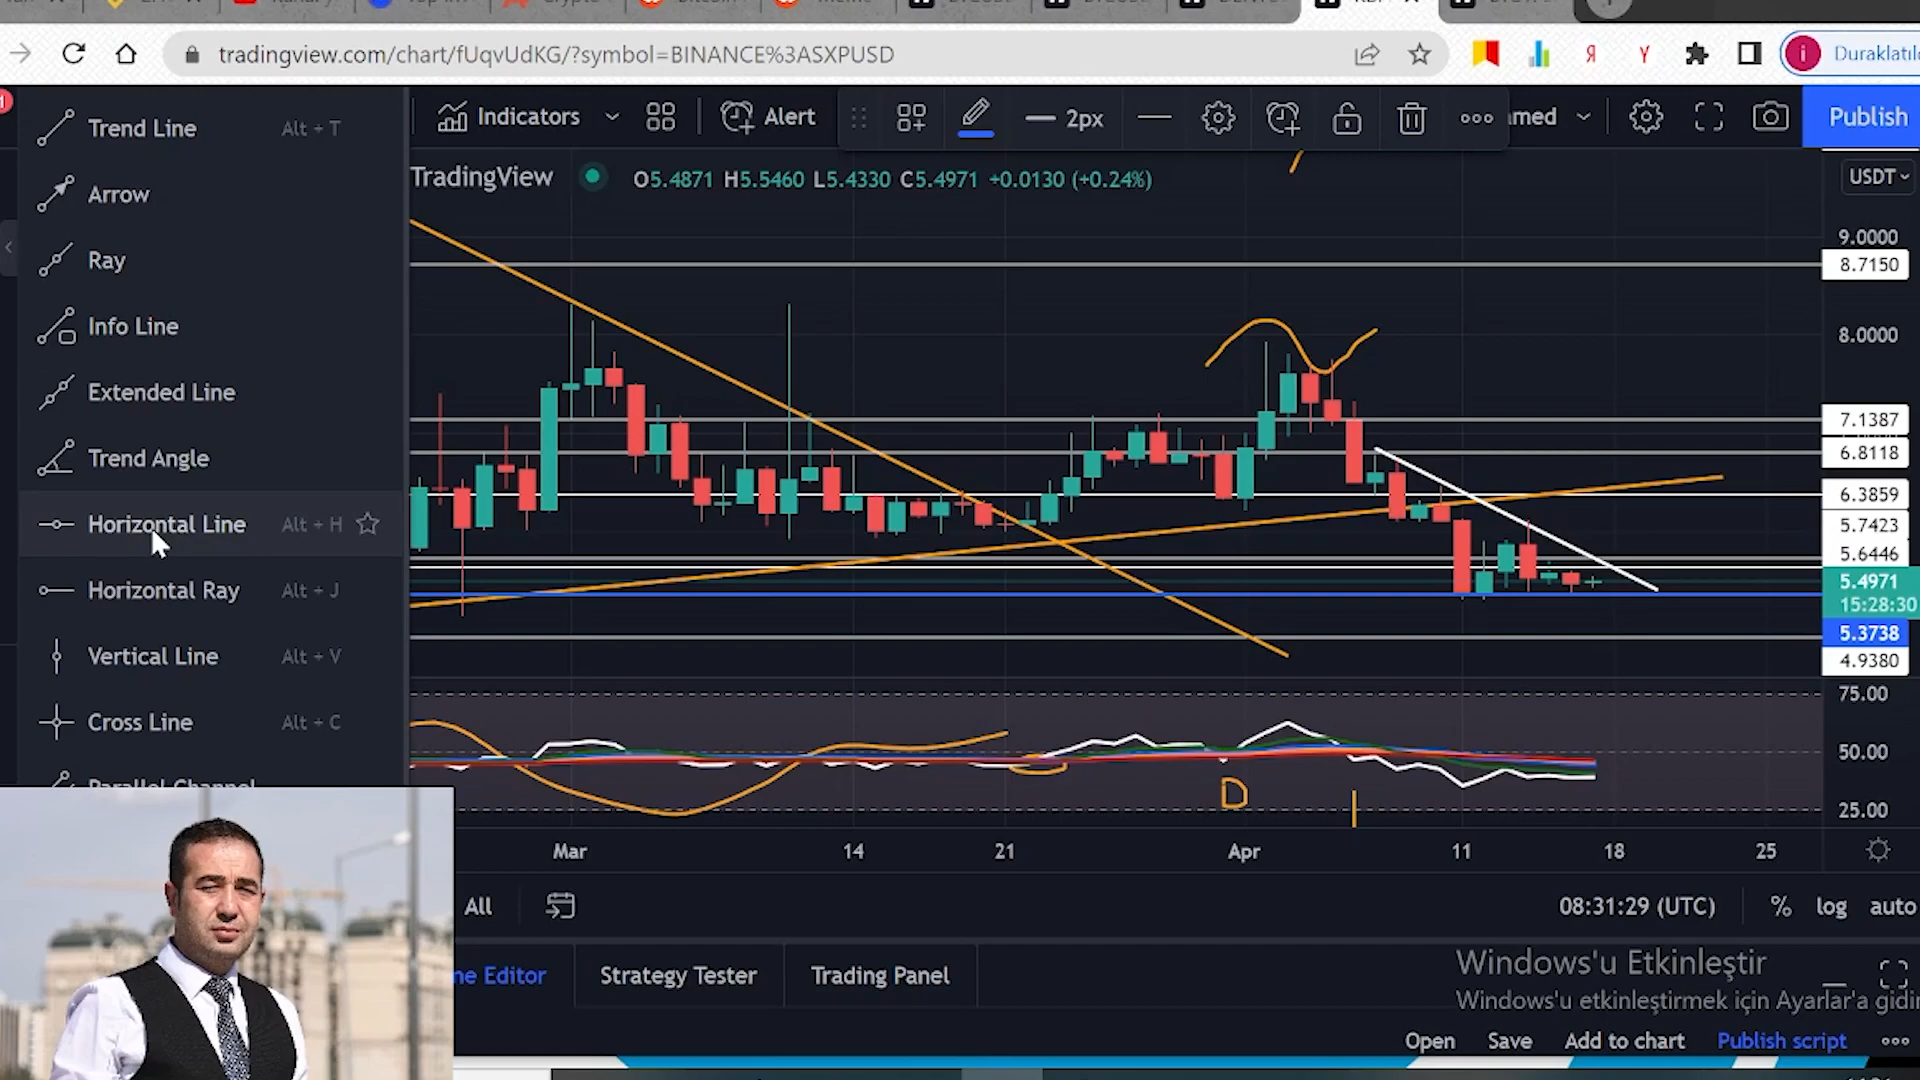 tradingview.com/chart/fUqvUdKG/?symbol=BINANCE%3ASXPUSD
Duraklatıld
Trend Line Alt + T
Arrow
Ray
Info Line
Extended Line
Trend Angle
Horizontal Line Alt + H
Horizontal Ray Alt + J
Vertical Line Alt + V
Cross Line Alt + C
Parallel Channel
Indicators
Alert
2px
med
Publish
TradingView
O5.4871 H5.5460 L5.4330 C5.4971 +0.0130 (+0.24%)
USDT
9.0000
8.7150
8.0000
7.1387
6.8118
6.3859
5.7423
5.6446
5.4971
15:28:30
5.3738
4.9380
75.00
50.00
25.00
D
Mar 14 21 Apr 11 18 25
All
08:31:29 (UTC) % log auto
ne Editor Strategy Tester Trading Panel
Windows'u Etkinleştir
Windows'u etkinleştirmek için Ayarlar'a gidi
Open Save Add to chart Publish script